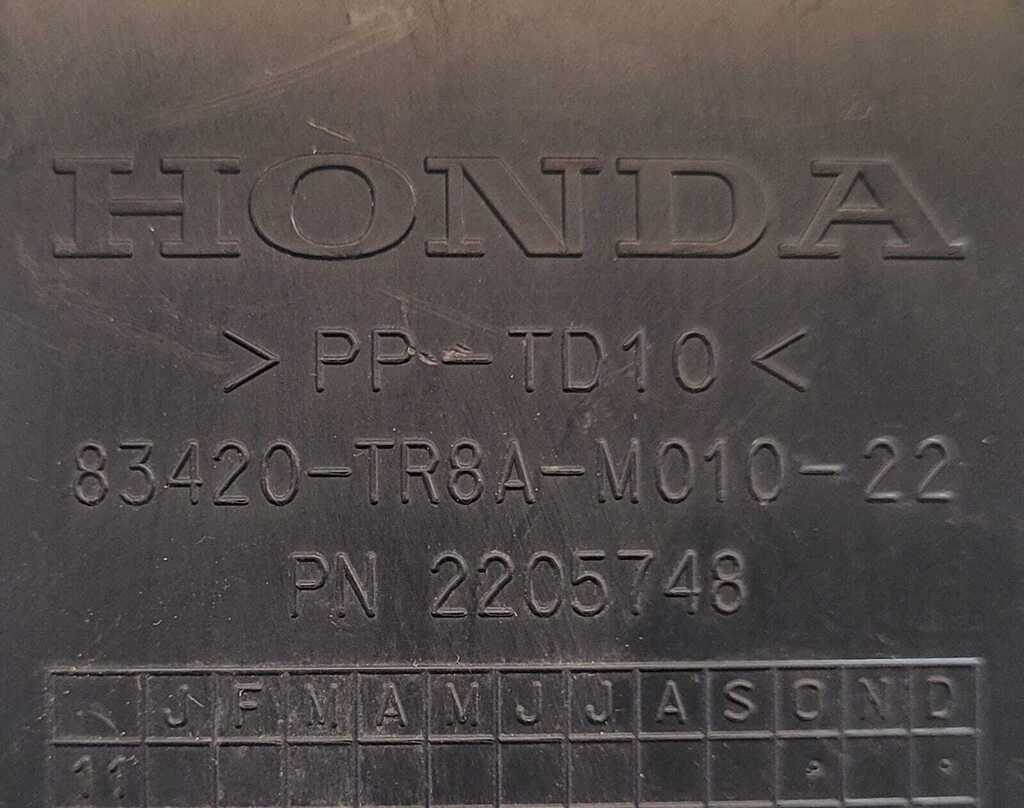 HONDA
>PP-TD10<
83420-TR8A-M010-22
PN 2205748
J F M A M J J A S O N D
11